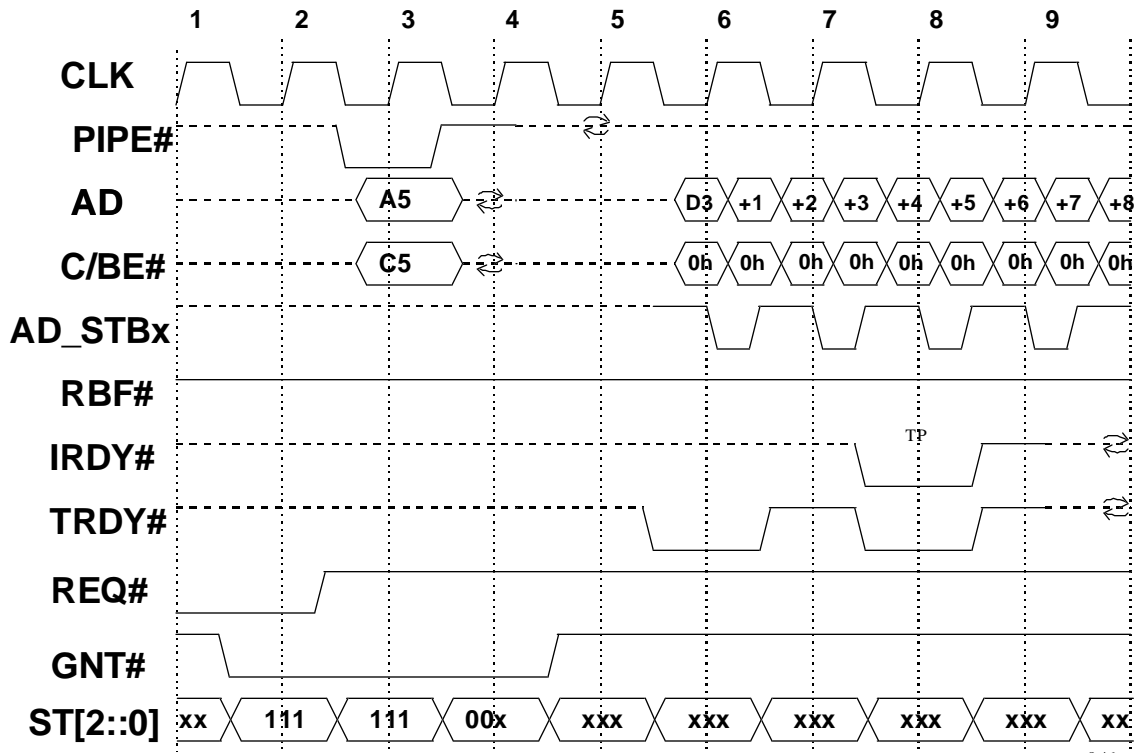 1 2 3 4 5 6 7 8 9
CLK
PIPE#
AD A5 D3 +1 +2 +3 +4 +5 +6 +7 +8
C/BE# C5 0h 0h 0h 0h 0h 0h 0h 0h 0h
AD_STBx
RBF#
IRDY# TP
TRDY#
REQ#
GNT#
ST[2::0] xx 111 111 00x xxx xxx xxx xxx xxx xx